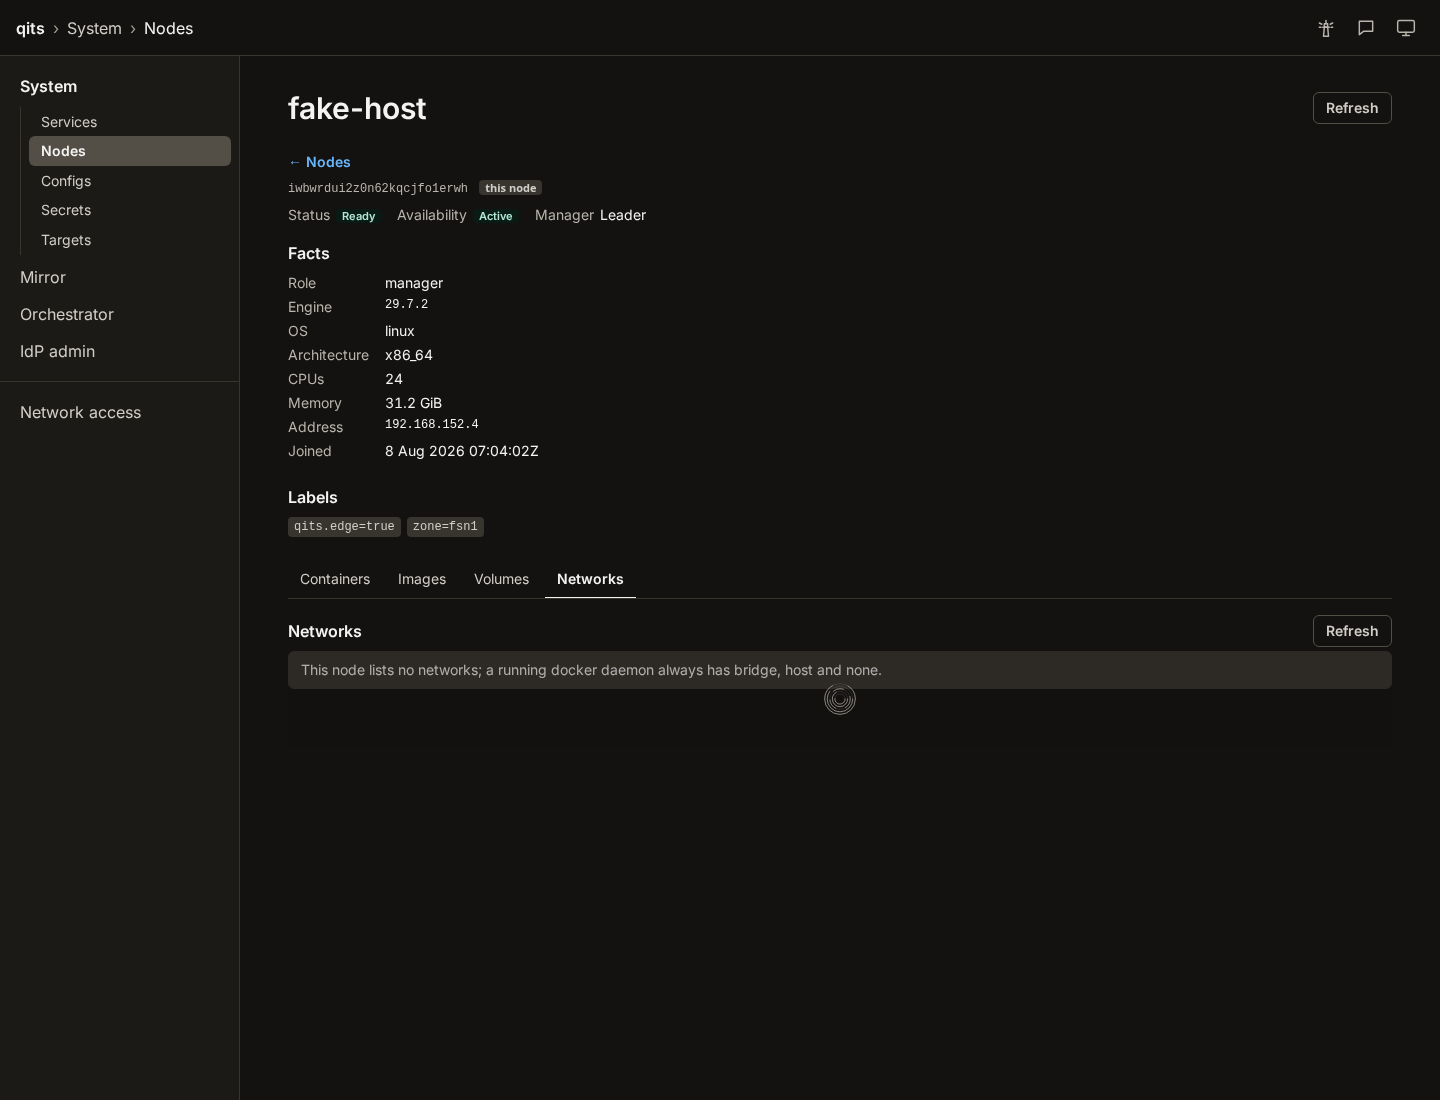 qits › System › Nodes
System
Services
Nodes
Configs
Secrets
Targets
Mirror
Orchestrator
IdP admin
Network access
fake-host
Refresh
← Nodes
iwbwrdui2z0n62kqcjfo1erwh this node
Status Ready Availability Active Manager Leader
Facts
Role manager
Engine 29.7.2
OS linux
Architecture x86_64
CPUs 24
Memory 31.2 GiB
Address 192.168.152.4
Joined 8 Aug 2026 07:04:02Z
Labels
qits.edge=true zone=fsn1
Containers Images Volumes Networks
Networks
Refresh
This node lists no networks; a running docker daemon always has bridge, host and none.